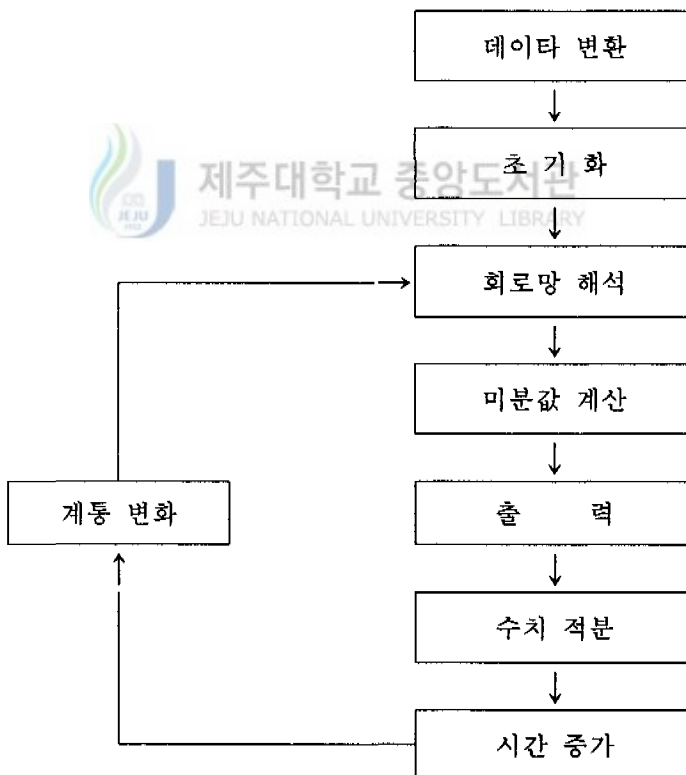 데이타 변환
초 기 화
제주대학교 중앙도서관
JEJU NATIONAL UNIVERSITY LIBRARY
JEJU
1952
회로망 해석
미분값 계산
계통 변화
출 력
수치 적분
시간 증가